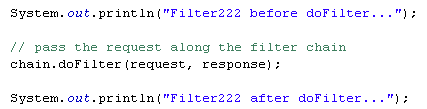 System.out.println("Filter222 before doFilter...");
// pass the request along the filter chain
chain.doFilter(request, response);
System.out.println("Filter222 after doFilter...");